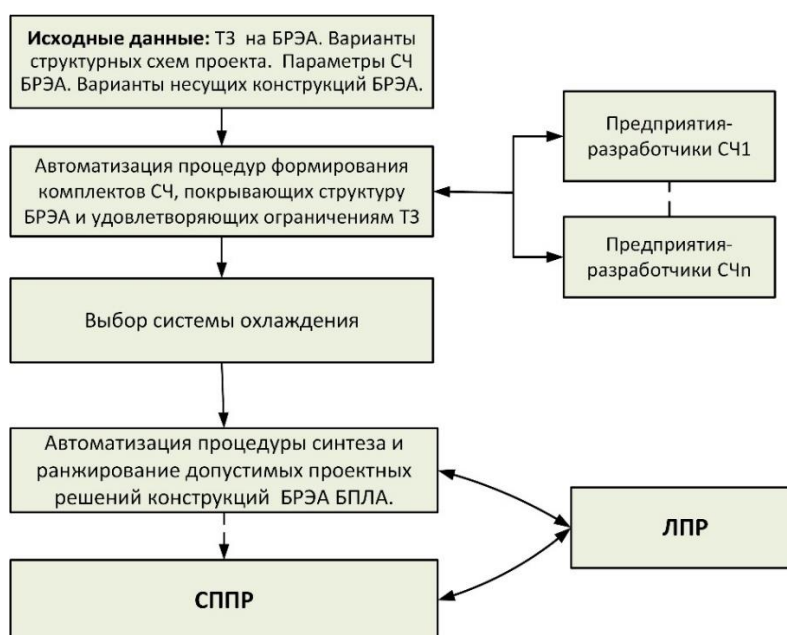 Исходные данные: ТЗ на БРЭА. Варианты
структурных схем проекта. Параметры СЧ
БРЭА. Варианты несущих конструкций БРЭА.
Автоматизация процедур формирования
комплектов СЧ, покрывающих структуру
БРЭА и удовлетворяющих ограничениям ТЗ
Предприятия-
разработчики СЧ1
Предприятия-
разработчики СЧn
Выбор системы охлаждения
Автоматизация процедуры синтеза и
ранжирование допустимых проектных
решений конструкций БРЭА БПЛА.
ЛПР
СППР